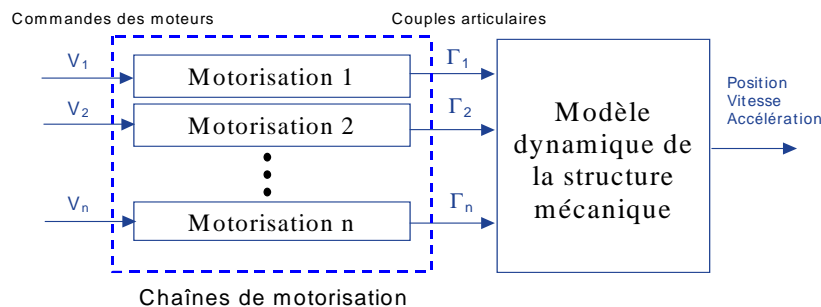 Commandes des moteurs
Couples articulaires
V1
Motorisation 1
Γ1
V2
Motorisation 2
Γ2
Vn
Motorisation n
Γn
Modèle
dynamique de
la structure
mécanique
Position
Vitesse
Accélération
Chaînes de motorisation